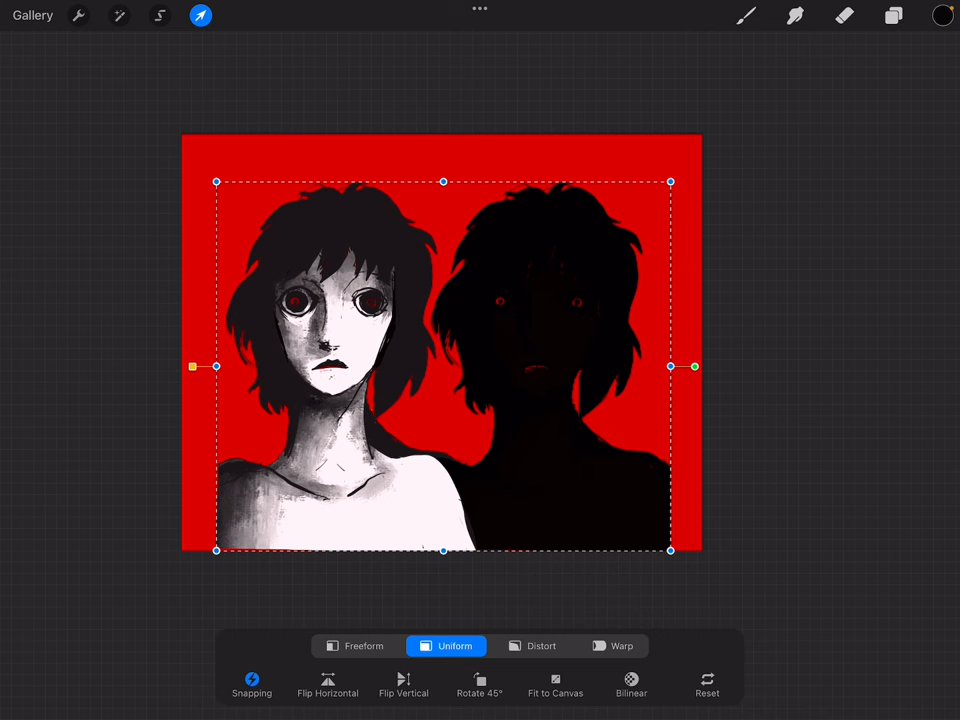 Gallery
Freeform Uniform Distort Warp
Snapping Flip Horizontal Flip Vertical Rotate 45° Fit to Canvas Bilinear Reset